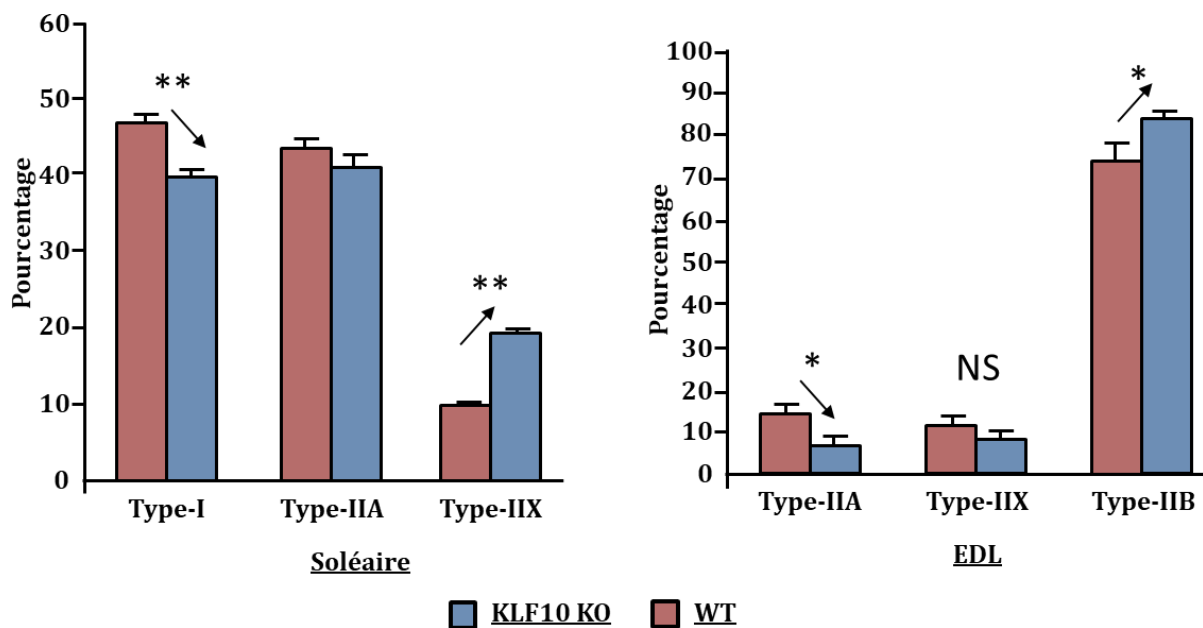 60
50
40
30
20
10
0
Pourcentage
**
**
Type-I Type-IIA Type-IIX
Soléaire
100
90
80
70
60
50
40
30
20
10
0
Pourcentage
*
NS
*
Type-IIA Type-IIX Type-IIB
EDL
KLF10 KO WT